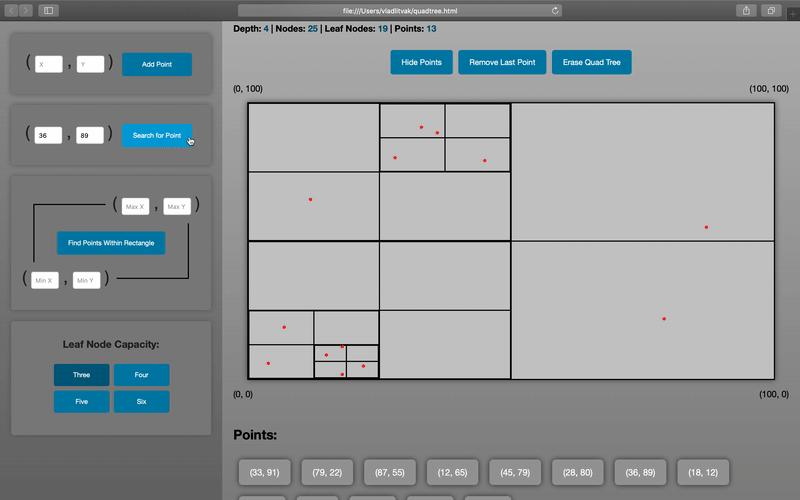 file:///Users/vladlitvak/quadtree.html
Depth: 4 | Nodes: 25 | Leaf Nodes: 19 | Points: 13
( X , Y ) Add Point
Hide Points Remove Last Point Erase Quad Tree
(0, 100) (100, 100)
( 36 , 89 ) Search for Point
( Max X , Max Y )
Find Points Within Rectangle
( Min X , Min Y )
Leaf Node Capacity:
Three Four
Five Six
(0, 0) (100, 0)
Points:
(33, 91) (79, 22) (87, 55) (12, 65) (45, 79) (28, 80) (36, 89) (18, 12)